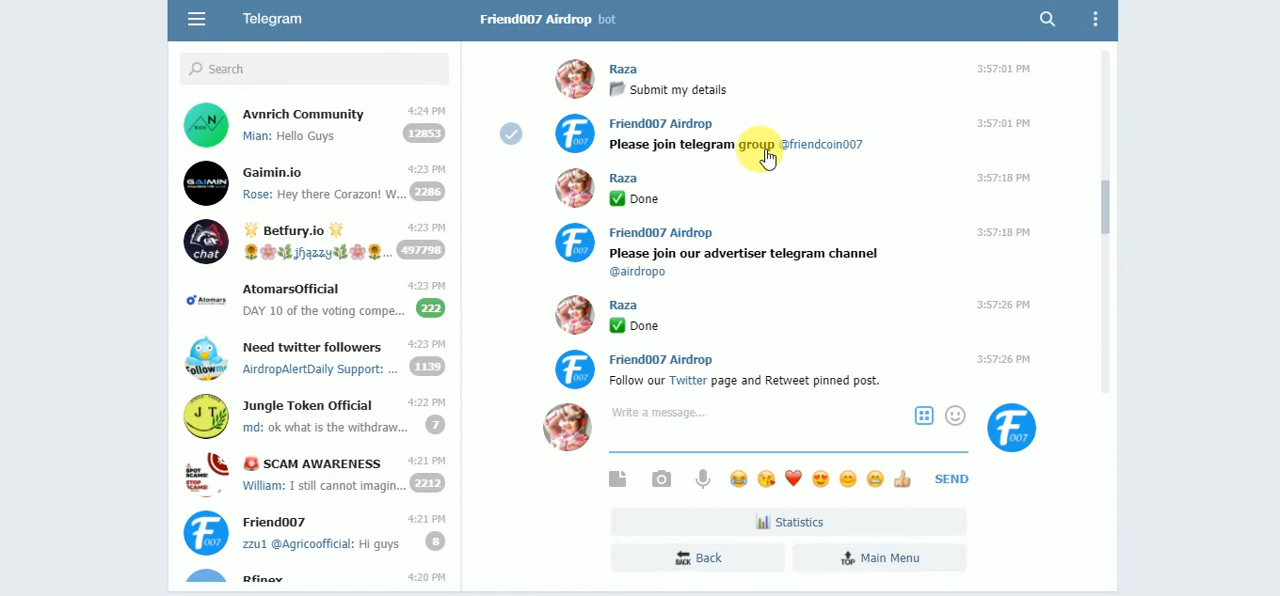 Telegram
Friend007 Airdrop bot
Search
Avnrich Community 4:24 PM
Mian: Hello Guys 12853
Gaimin.io 4:23 PM
Rose: Hey there Corazon! W... 2286
Betfury.io 4:23 PM
497798
AtomarsOfficial 4:23 PM
DAY 10 of the voting compe... 222
Need twitter followers 4:23 PM
AirdropAlertDaily Support: ... 1139
Jungle Token Official 4:22 PM
md: ok what is the withdraw... 7
🚨 SCAM AWARENESS 4:21 PM
William: I still cannot imagin... 2212
Friend007 4:21 PM
zzu1 @Agricoofficial: Hi guys 8
Rfinex 4:20 PM
Raza 3:57:01 PM
Submit my details
Friend007 Airdrop 3:57:01 PM
Please join telegram group @friendcoin007
Raza 3:57:18 PM
✅ Done
Friend007 Airdrop 3:57:18 PM
Please join our advertiser telegram channel
@airdropo
Raza 3:57:26 PM
✅ Done
Friend007 Airdrop 3:57:26 PM
Follow our Twitter page and Retweet pinned post.
Write a message...
SEND
Statistics
Back
Main Menu